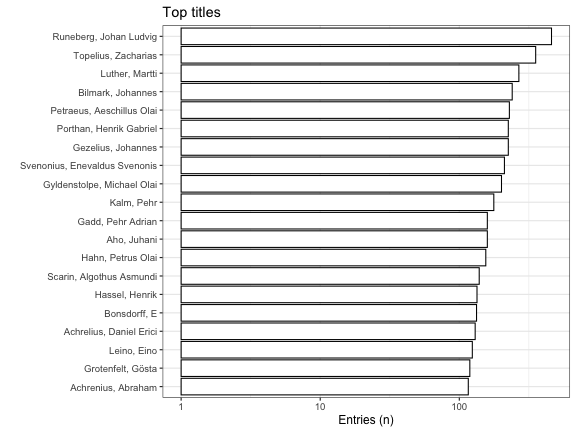 Top titles
Runeberg, Johan Ludvig
Topelius, Zacharias
Luther, Martti
Bilmark, Johannes
Petraeus, Aeschillus Olai
Porthan, Henrik Gabriel
Gezelius, Johannes
Svenonius, Enevaldus Svenonis
Gyldenstolpe, Michael Olai
Kalm, Pehr
Gadd, Pehr Adrian
Aho, Juhani
Hahn, Petrus Olai
Scarin, Algothus Asmundi
Hassel, Henrik
Bonsdorff, E
Achrelius, Daniel Erici
Leino, Eino
Grotenfelt, Gösta
Achrenius, Abraham
1 10 100
Entries (n)